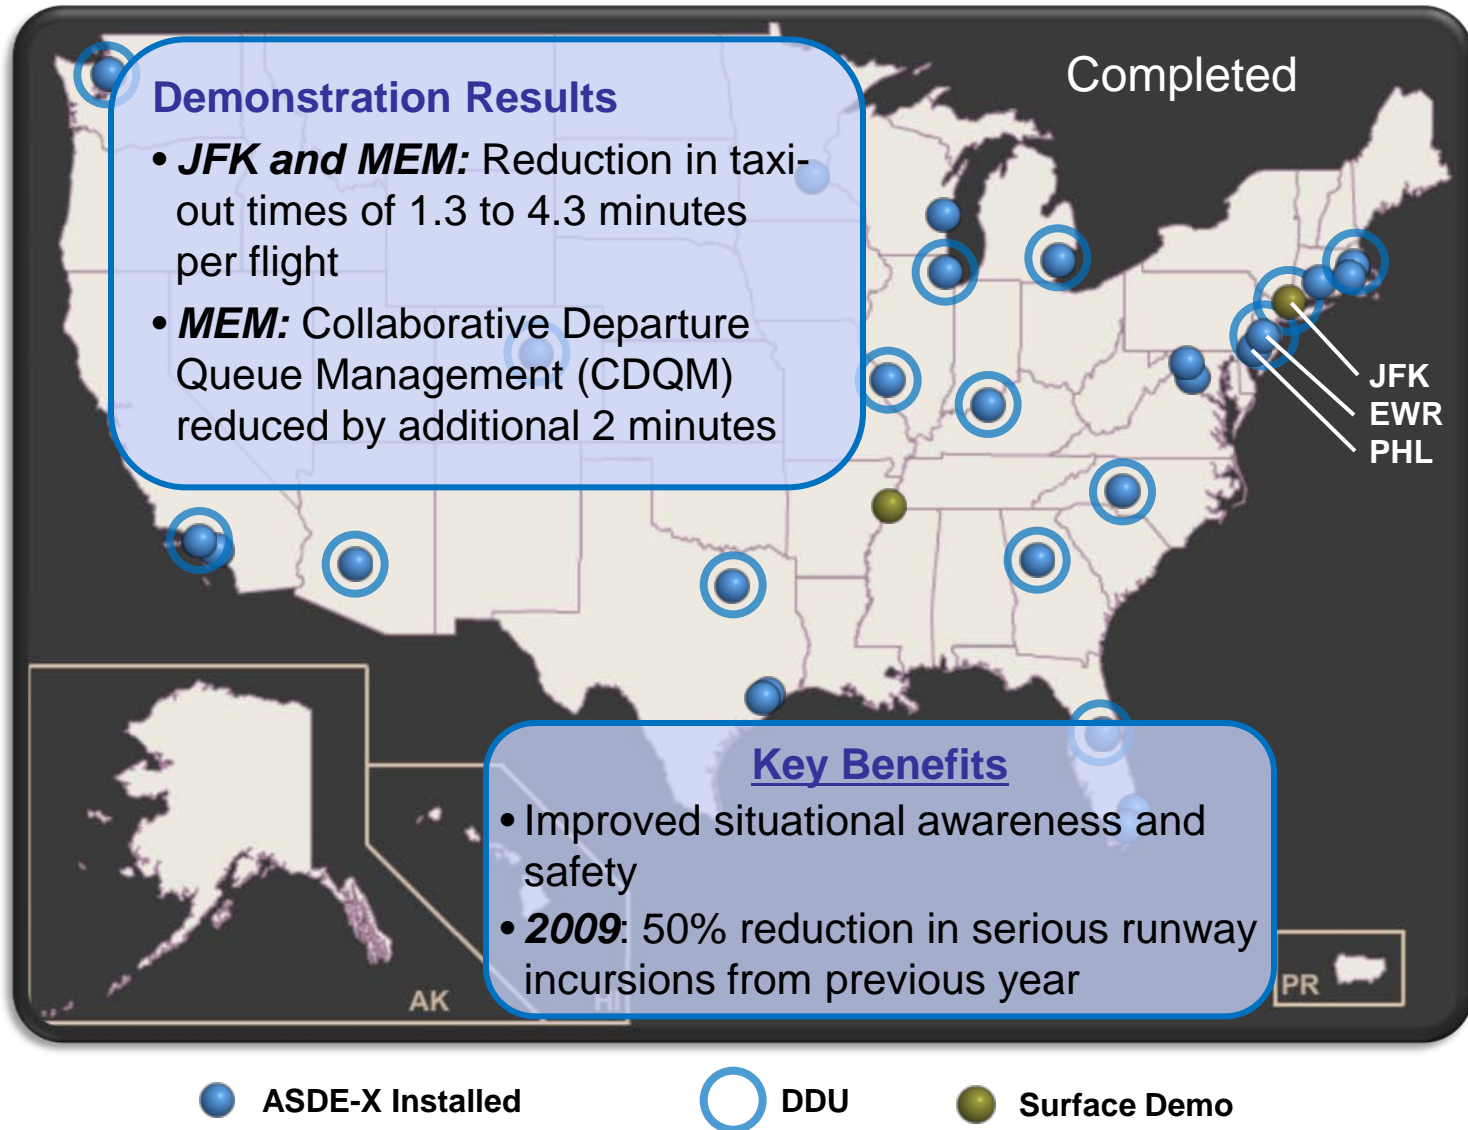 Completed
Demonstration Results
• JFK and MEM: Reduction in taxi-
out times of 1.3 to 4.3 minutes
per flight
• MEM: Collaborative Departure
Queue Management (CDQM)
reduced by additional 2 minutes
JFK
EWR
PHL
Key Benefits
• Improved situational awareness and
safety
• 2009: 50% reduction in serious runway
incursions from previous year
AK
HI
PR
ASDE-X Installed
DDU
Surface Demo